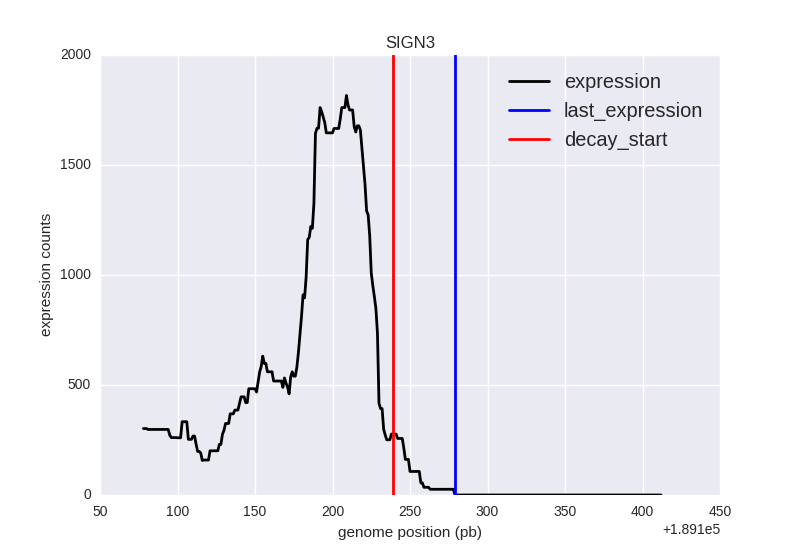 SIGN3
2000
1500
1000
500
0
expression counts
expression
last_expression
decay_start
50 100 150 200 250 300 350 400 450
+1.891e5
genome position (pb)